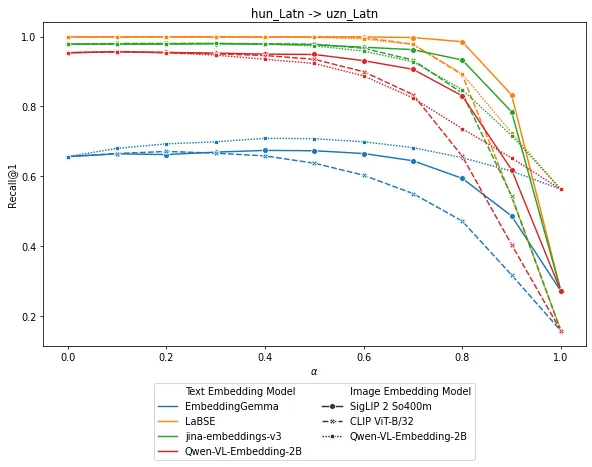 hun_Latn -> uzn_Latn
1.0
0.8
0.6
0.4
0.2
Recall@1
0.0 0.2 0.4 0.6 0.8 1.0
α
Text Embedding Model Image Embedding Model
EmbeddingGemma SigLIP 2 So400m
LaBSE CLIP ViT-B/32
jina-embeddings-v3 Qwen-VL-Embedding-2B
Qwen-VL-Embedding-2B